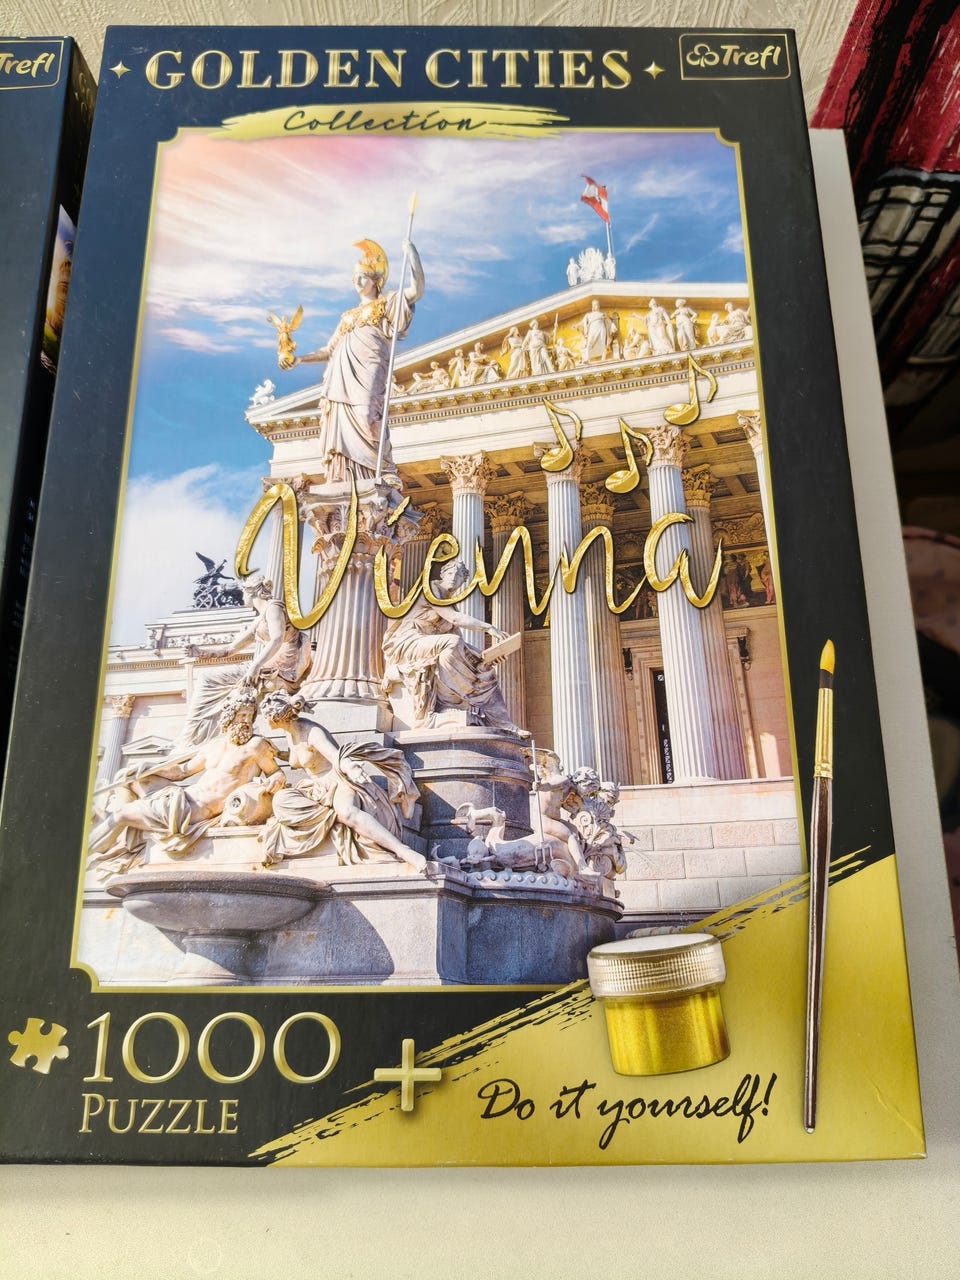 Trefl
GOLDEN CITIES
Trefl
Collection
Vienna
1000
PUZZLE
+
Do it yourself!